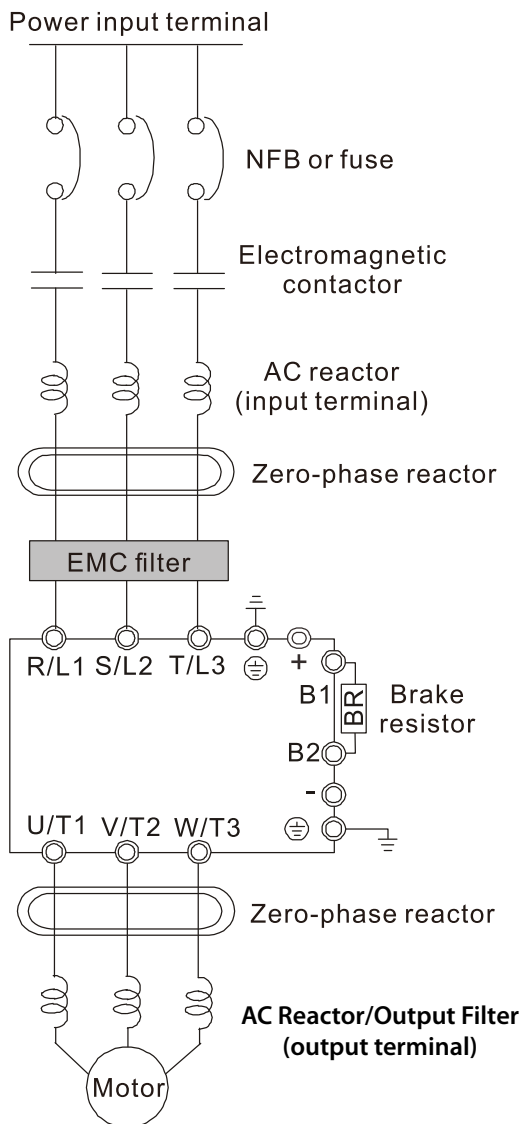 Power input terminal
NFB or fuse
Electromagnetic
contactor
AC reactor
(input terminal)
Zero-phase reactor
EMC filter
R/L1 S/L2 T/L3
+
B1
BR
Brake
resistor
B2
-
U/T1 V/T2 W/T3
Zero-phase reactor
AC Reactor/Output Filter
(output terminal)
Motor